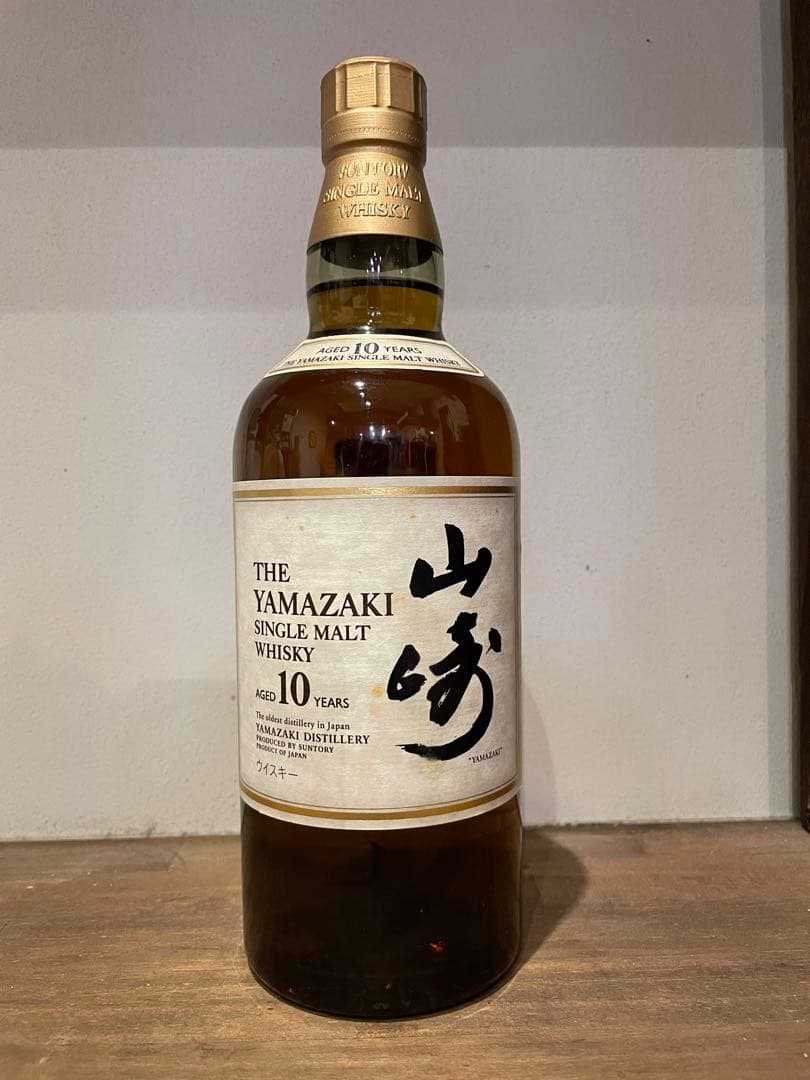 SUNTORY
SINGLE MALT
WHISKY
AGED 10 YEARS
THE YAMAZAKI SINGLE MALT WHISKY
THE
YAMAZAKI
SINGLE MALT
WHISKY
AGED 10 YEARS
The oldest distillery in Japan
YAMAZAKI DISTILLERY
PRODUCED BY SUNTORY
PRODUCT OF JAPAN
ウイスキー
山崎
"YAMAZAKI"